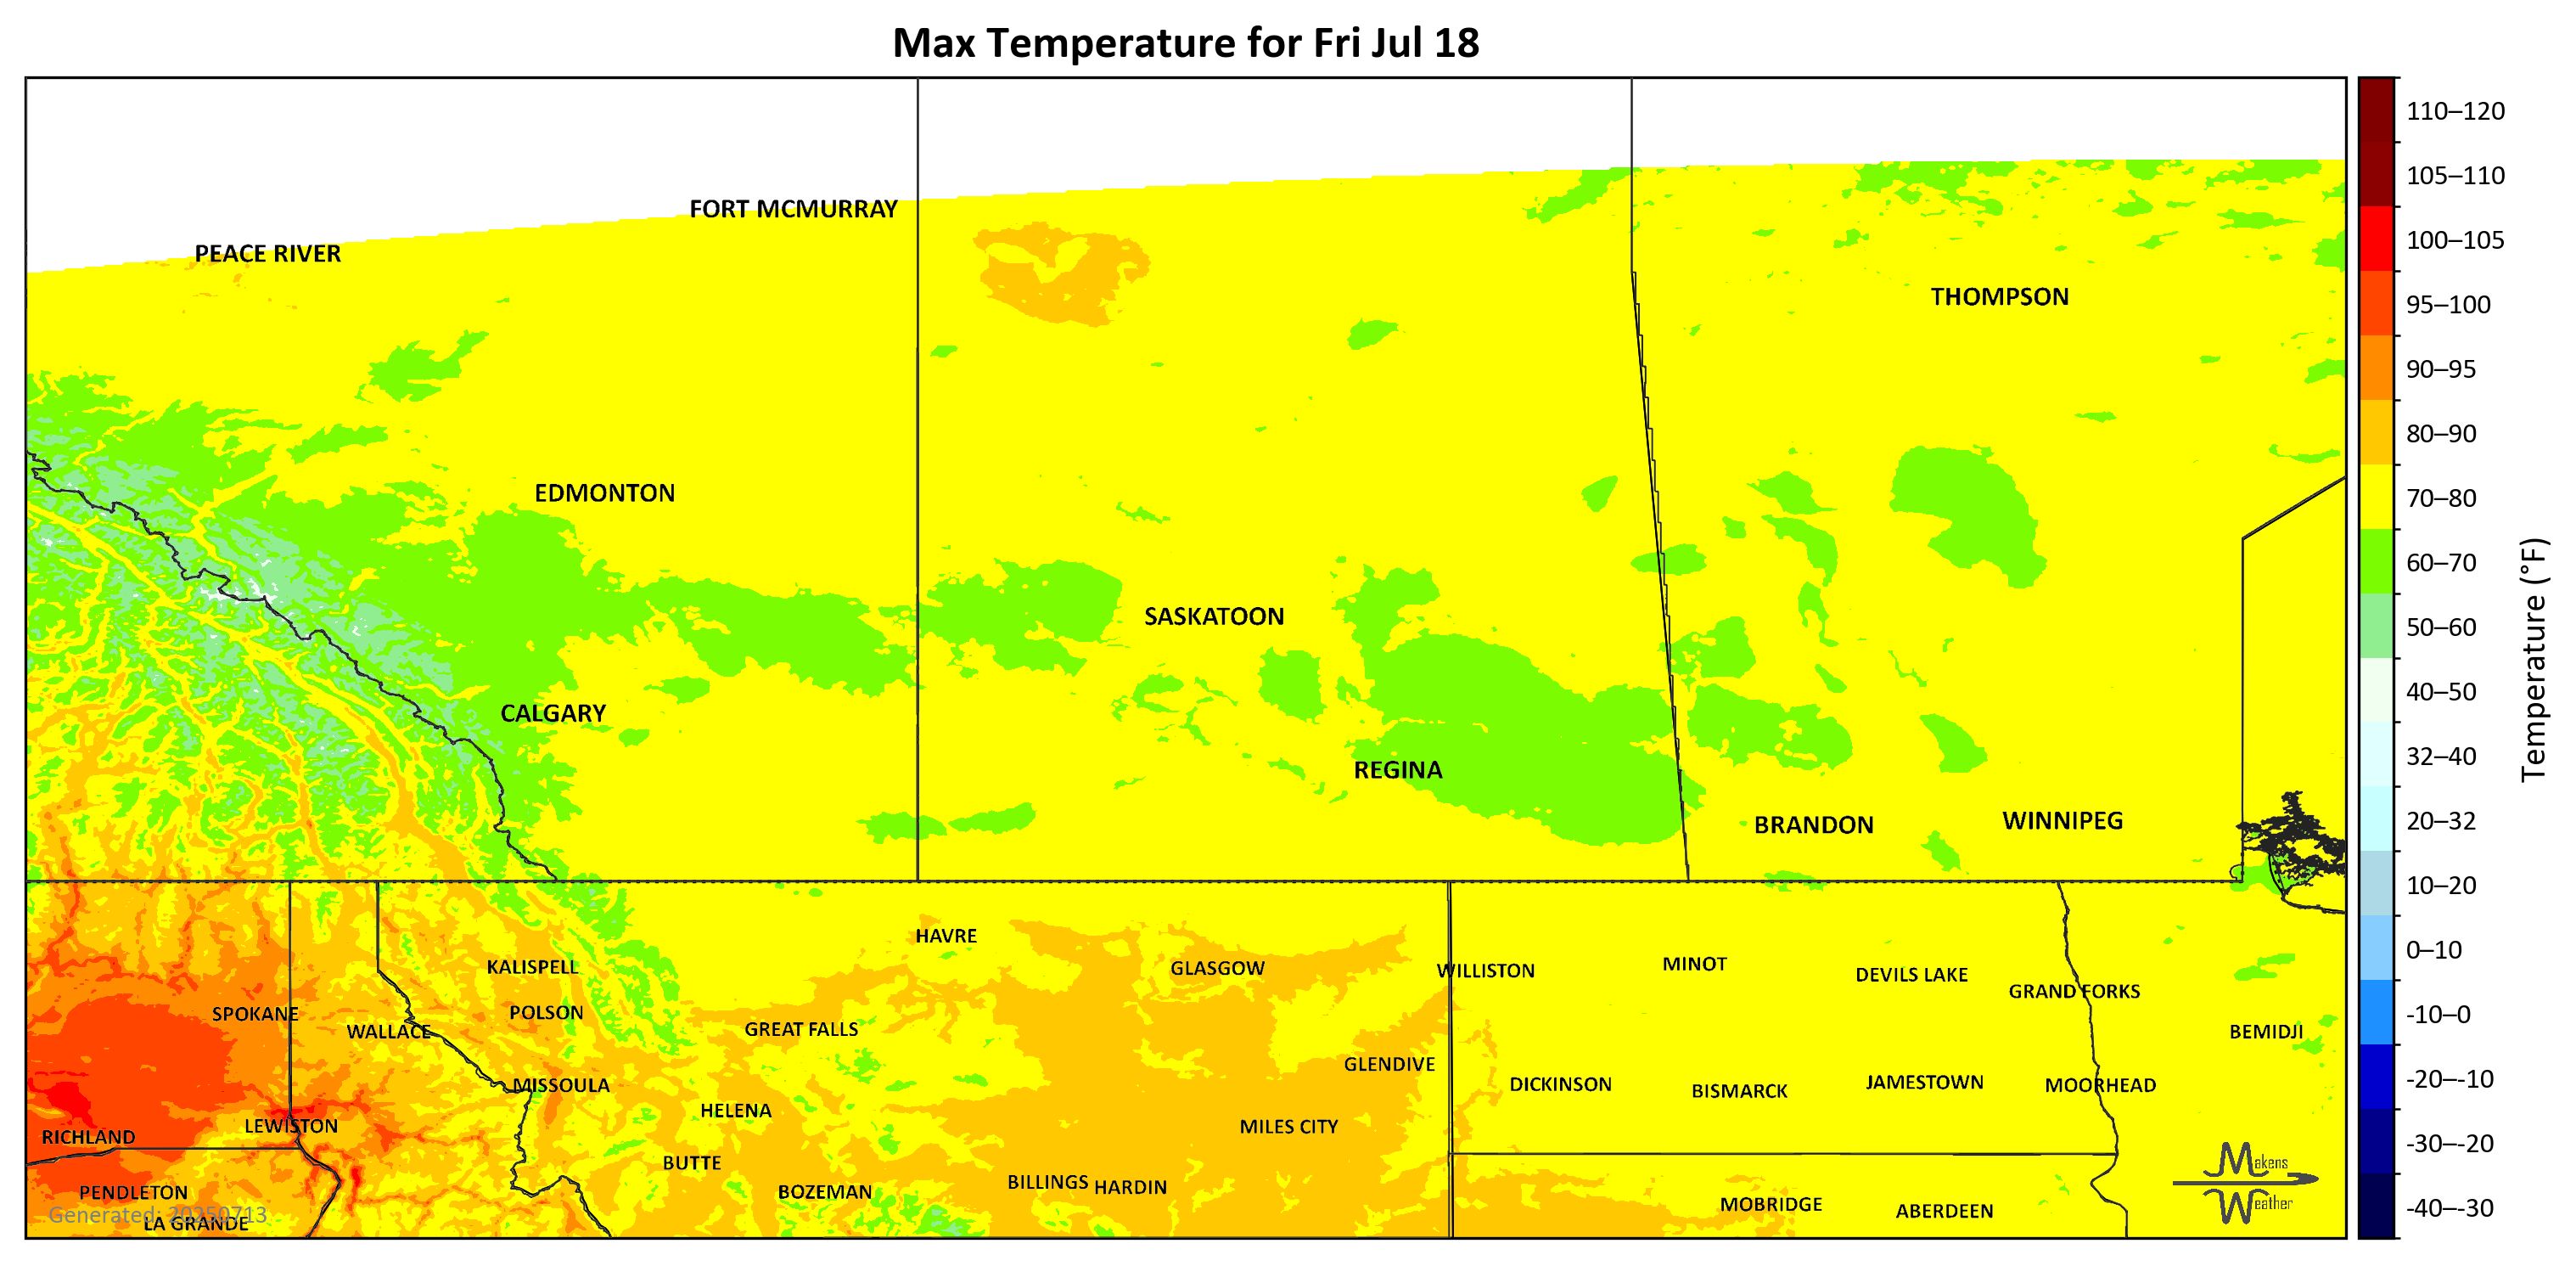 Max Temperature for Fri Jul 18
FORT MCMURRAY
PEACE RIVER
THOMPSON
EDMONTON
SASKATOON
CALGARY
REGINA
BRANDON
WINNIPEG
HAVRE
KALISPELL
GLASGOW
WILLISTON
MINOT
DEVILS LAKE
GRAND FORKS
SPOKANE
POLSON
WALLACE
GREAT FALLS
BEMIDJI
GLENDIVE
MISSOULA
DICKINSON
BISMARCK
JAMESTOWN
MOORHEAD
HELENA
LEWISTON
MILES CITY
RICHLAND
BUTTE
BILLINGS
HARDIN
PENDLETON
BOZEMAN
MOBRIDGE
ABERDEEN
Generated: 20250713
LA GRANDE
Makens
Weather
110–120
105–110
100–105
95–100
90–95
80–90
70–80
60–70
50–60
40–50
32–40
20–32
10–20
0–10
-10–0
-20–-10
-30–-20
-40–-30
Temperature (°F)